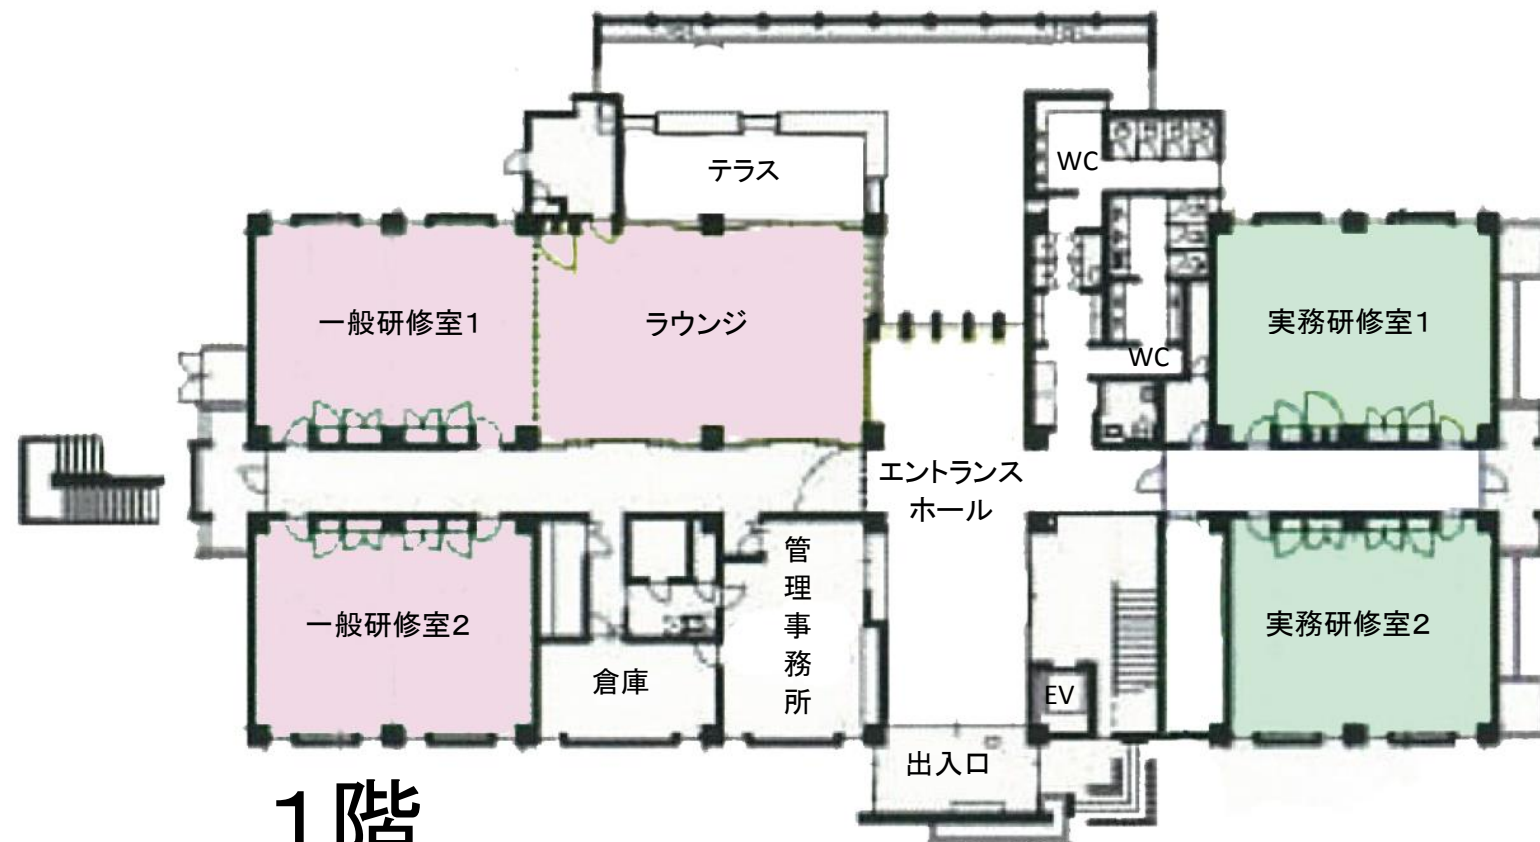 テラス
WC
一般研修室1
ラウンジ
実務研修室1
WC
エントランス
ホール
管理事務所
一般研修室2
実務研修室2
倉庫
EV
出入口
1階